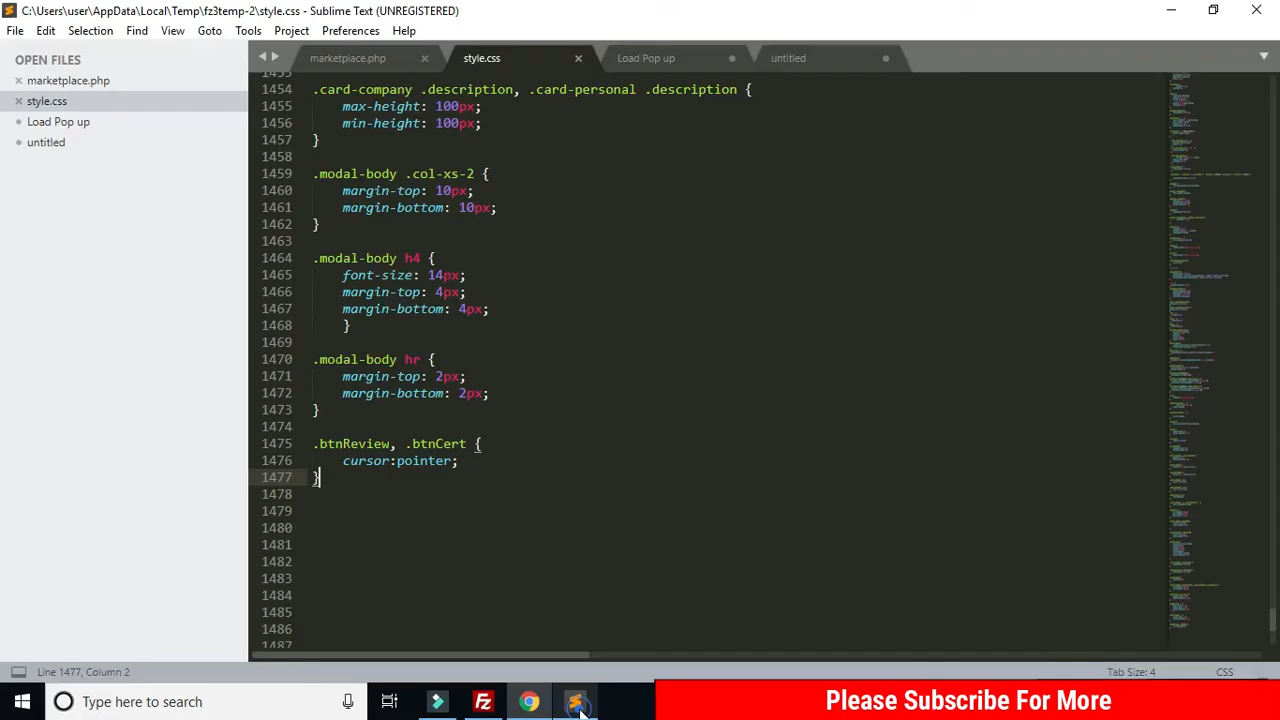 C:\Users\user\AppData\Local\Temp\fz3temp-2\style.css - Sublime Text (UNREGISTERED)
File Edit Selection Find View Goto Tools Project Preferences Help
OPEN FILES
marketplace.php
style.css
Load Pop up
untitled
marketplace.php style.css Load Pop up untitled
1453
1454 .card-company .description, .card-personal .description {
1455 max-height: 100px;
1456 min-height: 100px;
1457 }
1458
1459 .modal-body .col-xs-2 {
1460 margin-top: 10px;
1461 margin-bottom: 10px;
1462 }
1463
1464 .modal-body h4 {
1465 font-size: 14px;
1466 margin-top: 4px;
1467 margin-bottom: 4px;
1468 }
1469
1470 .modal-body hr {
1471 margin-top: 2px;
1472 margin-bottom: 2px;
1473 }
1474
1475 .btnReview, .btnCert {
1476 cursor:pointer;
1477 }
1478
1479
1480
1481
1482
1483
1484
1485
1486
1487
Line 1477, Column 2 Tab Size: 4 CSS
Type here to search
Please Subscribe For More